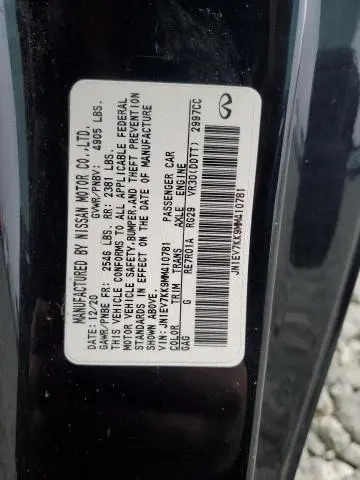 MANUFACTURED BY NISSAN MOTOR CO.,LTD.
12/20 GVWR/PNBV: 4905 LBS.
GAWR/PNBE FR: 2546 LBS. RR: 2381 LBS.
THIS VEHICLE CONFORMS TO ALL APPLICABLE FEDERAL
MOTOR VEHICLE SAFETY,BUMPER,AND THEFT PREVENTION
STANDARDS IN EFFECT ON THE DATE OF MANUFACTURE
SHOWN ABOVE.
VIN: JN1EV7KK9MM410781 PASSENGER CAR
COLOR TRIM TRANS AXLE ENGINE
GAG G RE7R01A RG29 VR30(DDTT) 2997CC
JN1EV7KK9MM410781